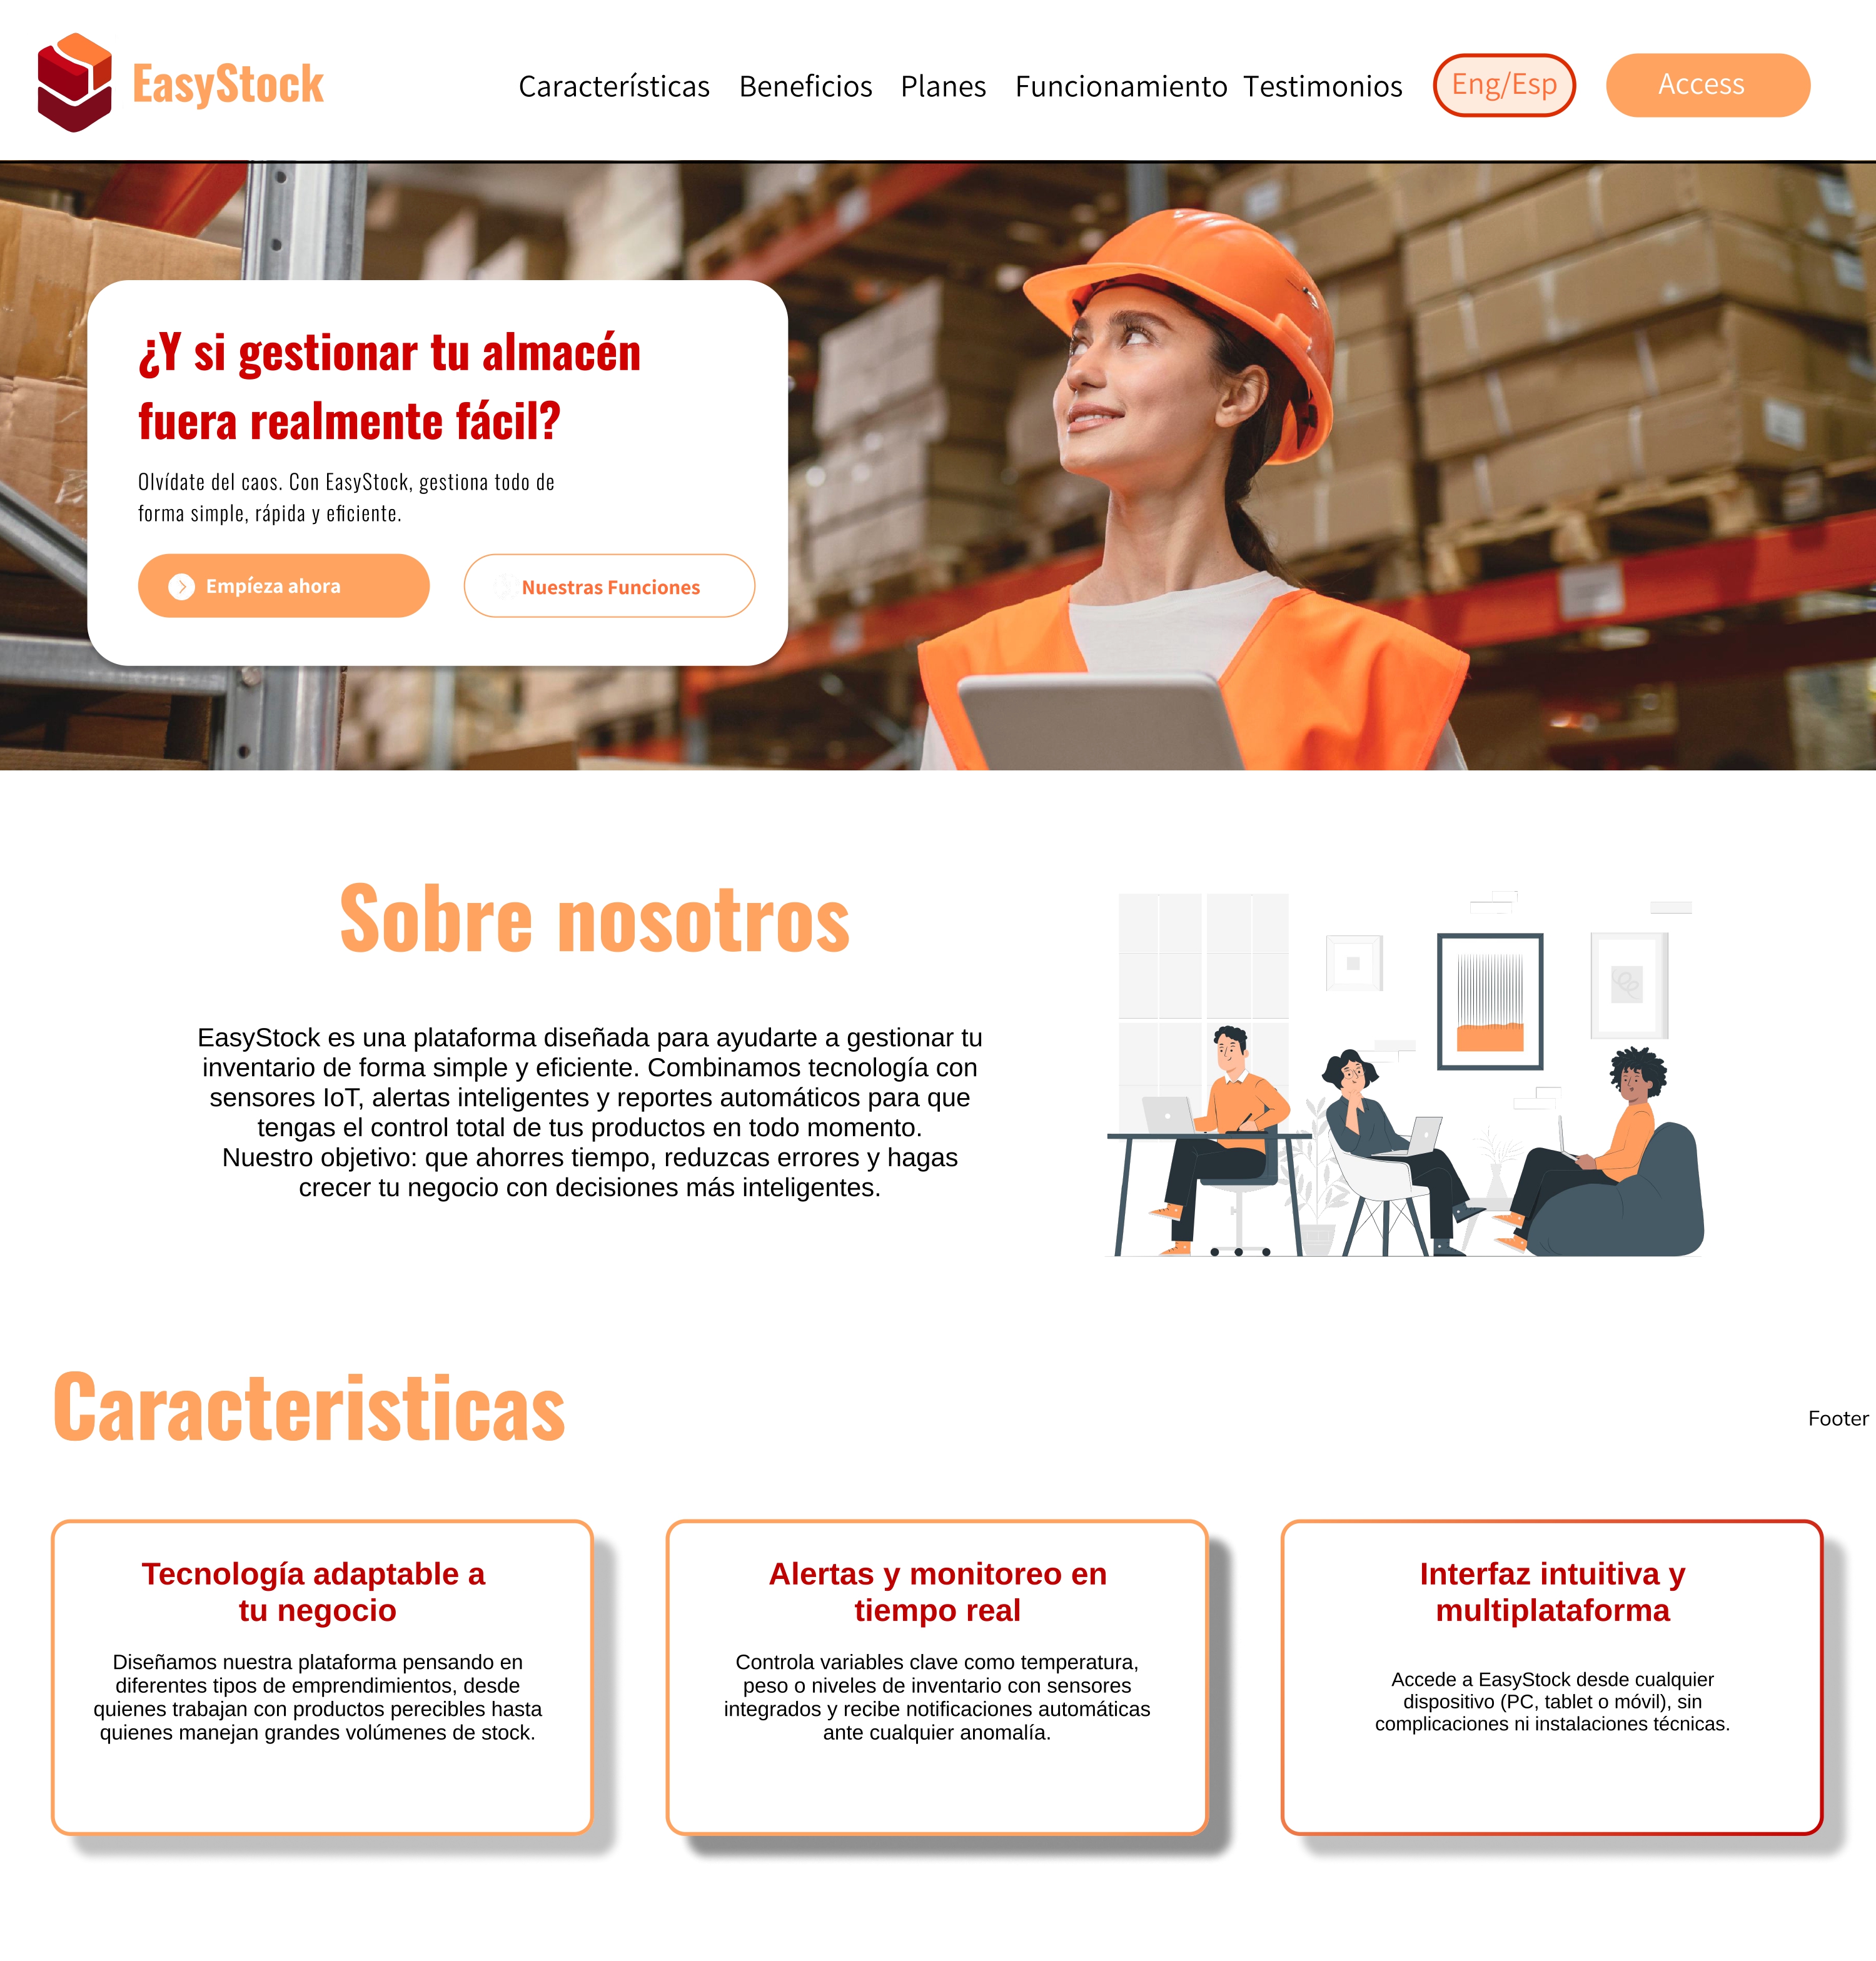 EasyStock
Características Beneficios Planes Funcionamiento Testimonios Eng/Esp Access
¿Y si gestionar tu almacén
fuera realmente fácil?
Olvídate del caos. Con EasyStock, gestiona todo de
forma simple, rápida y eficiente.
Empíeza ahora
Nuestras Funciones
Sobre nosotros
EasyStock es una plataforma diseñada para ayudarte a gestionar tu
inventario de forma simple y eficiente. Combinamos tecnología con
sensores IoT, alertas inteligentes y reportes automáticos para que
tengas el control total de tus productos en todo momento.
Nuestro objetivo: que ahorres tiempo, reduzcas errores y hagas
crecer tu negocio con decisiones más inteligentes.
Caracteristicas
Footer
Tecnología adaptable a
tu negocio
Diseñamos nuestra plataforma pensando en
diferentes tipos de emprendimientos, desde
quienes trabajan con productos perecibles hasta
quienes manejan grandes volúmenes de stock.
Alertas y monitoreo en
tiempo real
Controla variables clave como temperatura,
peso o niveles de inventario con sensores
integrados y recibe notificaciones automáticas
ante cualquier anomalía.
Interfaz intuitiva y
multiplataforma
Accede a EasyStock desde cualquier
dispositivo (PC, tablet o móvil), sin
complicaciones ni instalaciones técnicas.